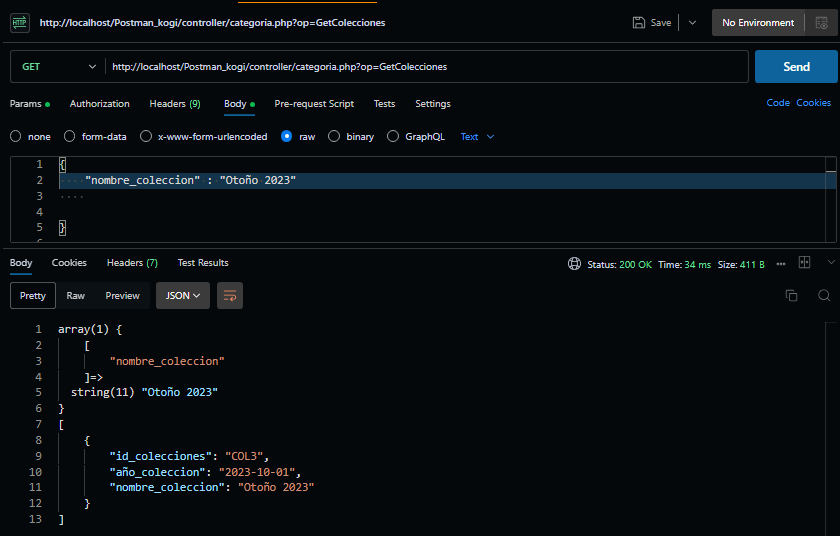 HTTP http://localhost/Postman_kogi/controller/categoria.php?op=GetColecciones Save No Environment
GET http://localhost/Postman_kogi/controller/categoria.php?op=GetColecciones Send
Params Authorization Headers (9) Body Pre-request Script Tests Settings Code Cookies
none form-data x-www-form-urlencoded raw binary GraphQL Text
1 {
2 "nombre_coleccion" : "Otoño 2023"
3
4
5 }
Body Cookies Headers (7) Test Results Status: 200 OK Time: 34 ms Size: 411 B
Pretty Raw Preview JSON
1 array(1) {
2 [
3 "nombre_coleccion"
4 ]=>
5 string(11) "Otoño 2023"
6 }
7 [
8 {
9 "id_colecciones": "COL3",
10 "año_coleccion": "2023-10-01",
11 "nombre_coleccion": "Otoño 2023"
12 }
13 ]